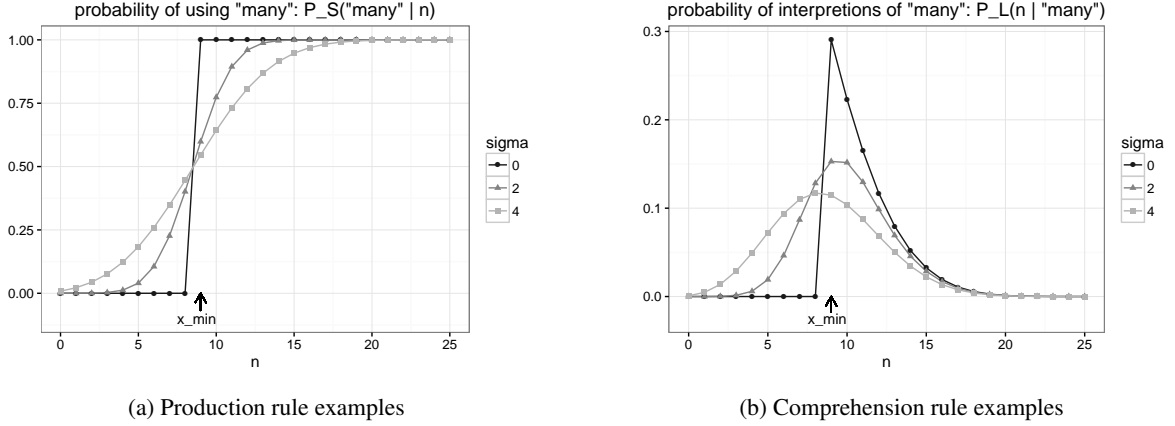 probability of using "many": P_S("many" | n)
1.00
0.75
0.50
0.25
0.00
x_min
0 5 10 15 20 25
n
sigma
0
2
4
(a) Production rule examples
probability of interpretions of "many": P_L(n | "many")
0.3
0.2
0.1
0.0
x_min
0 5 10 15 20 25
n
sigma
0
2
4
(b) Comprehension rule examples